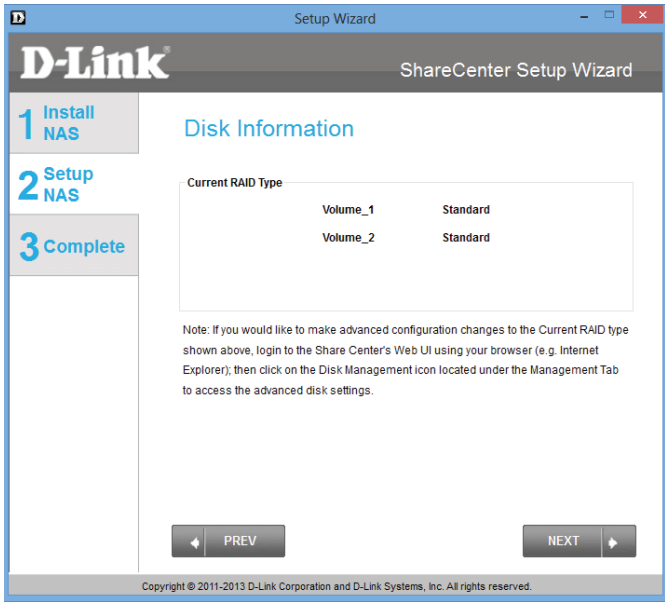 Setup Wizard
D-Link®
ShareCenter Setup Wizard
1 Install NAS
2 Setup NAS
3 Complete
Disk Information
Current RAID Type
Volume_1 Standard
Volume_2 Standard
Note: If you would like to make advanced configuration changes to the Current RAID type
shown above, login to the Share Center's Web UI using your browser (e.g. Internet
Explorer); then click on the Disk Management icon located under the Management Tab
to access the advanced disk settings.
PREV
NEXT
Copyright © 2011-2013 D-Link Corporation and D-Link Systems, Inc. All rights reserved.